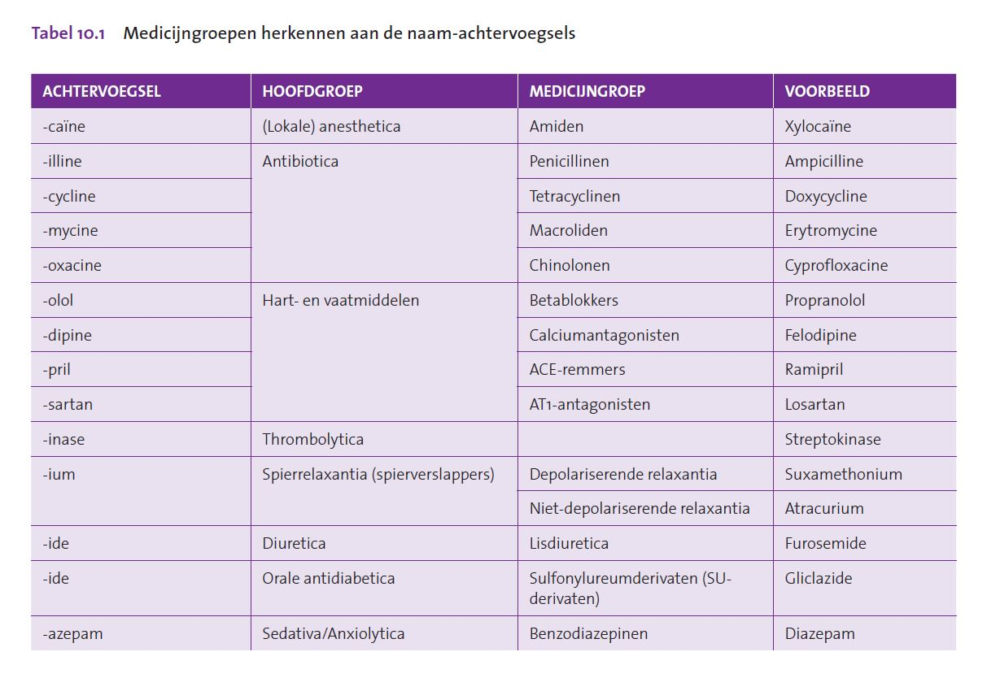 Tabel 10.1 Medicijngroepen herkennen aan de naam-achtervoegsels
ACHTERVOEGSEL HOOFDGROEP MEDICIJNGROEP VOORBEELD
-caïne (Lokale) anesthetica Amiden Xylocaïne
-illine Antibiotica Penicillinen Ampicilline
-cycline Tetracyclinen Doxycycline
-mycine Macroliden Erytromycine
-oxacine Chinolonen Cyprofloxacine
-olol Hart- en vaatmiddelen Betablokkers Propranolol
-dipine Calciumantagonisten Felodipine
-pril ACE-remmers Ramipril
-sartan AT1-antagonisten Losartan
-inase Thrombolytica Streptokinase
-ium Spierrelaxantia (spierverslappers) Depolariserende relaxantia Suxamethonium
Niet-depolariserende relaxantia Atracurium
-ide Diuretica Lisdiuretica Furosemide
-ide Orale antidiabetica Sulfonylureumderivaten (SU- Gliclazide
derivaten)
-azepam Sedativa/Anxiolytica Benzodiazepinen Diazepam